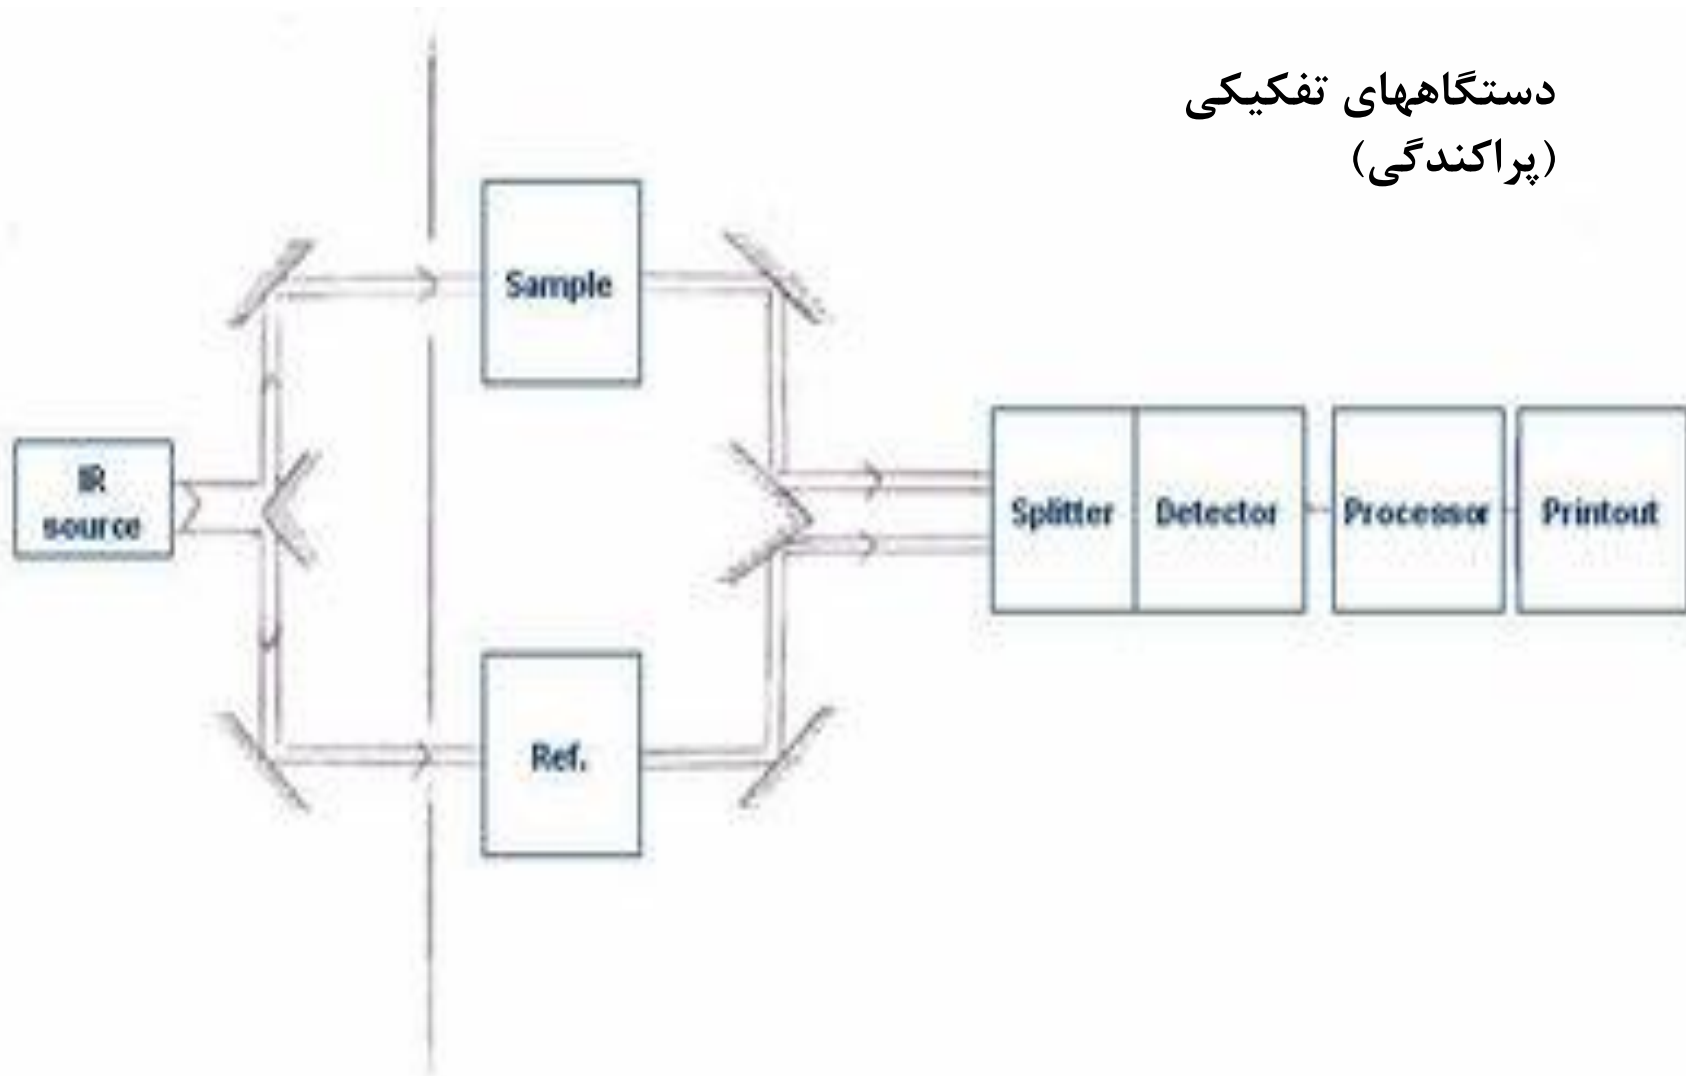 دستگاههای تفکیکی
(پراکندگی)
Sample
IR
source
Splitter
Detector
Processor
Printout
Ref.